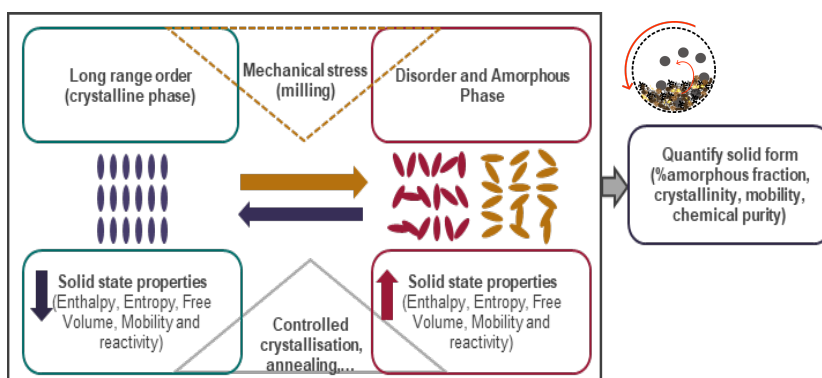 Long range order
(crystalline phase)
Mechanical stress
(milling)
Disorder and Amorphous
Phase
Quantify solid form
(%amorphous fraction,
crystallinity, mobility,
chemical purity)
Solid state properties
(Enthalpy, Entropy, Free
Volume, Mobility and
reactivity)
Controlled
crystallisation,
annealing,...
Solid state properties
(Enthalpy, Entropy, Free
Volume, Mobility and
reactivity)